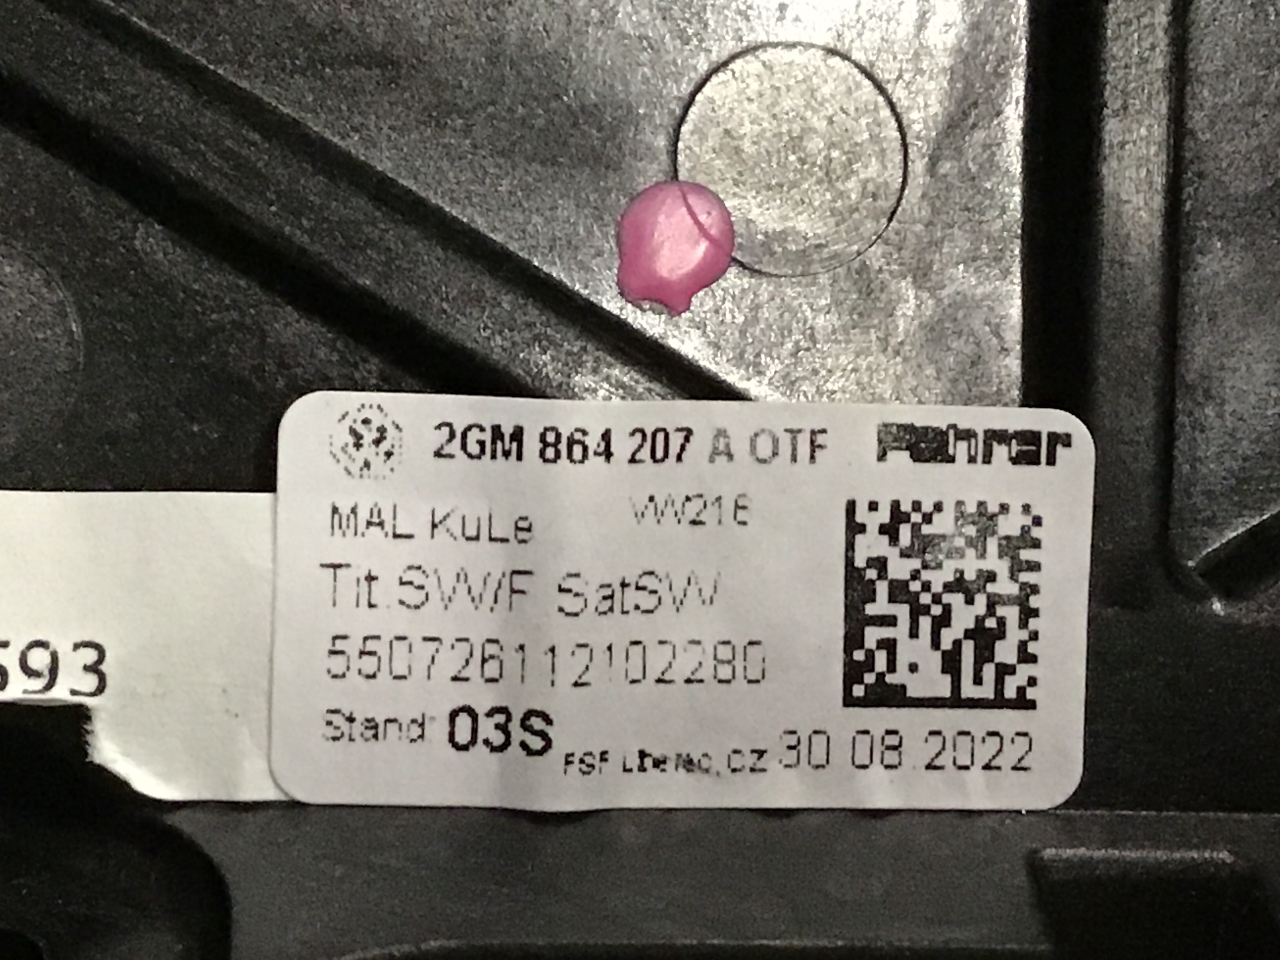 2GM 864 207 A OTF Fehrer
MAL KuLe VW216
Tit.SW/F SatSW
550726112102280
Stand: 03S FSF Liberec, CZ 30 08.2022
593